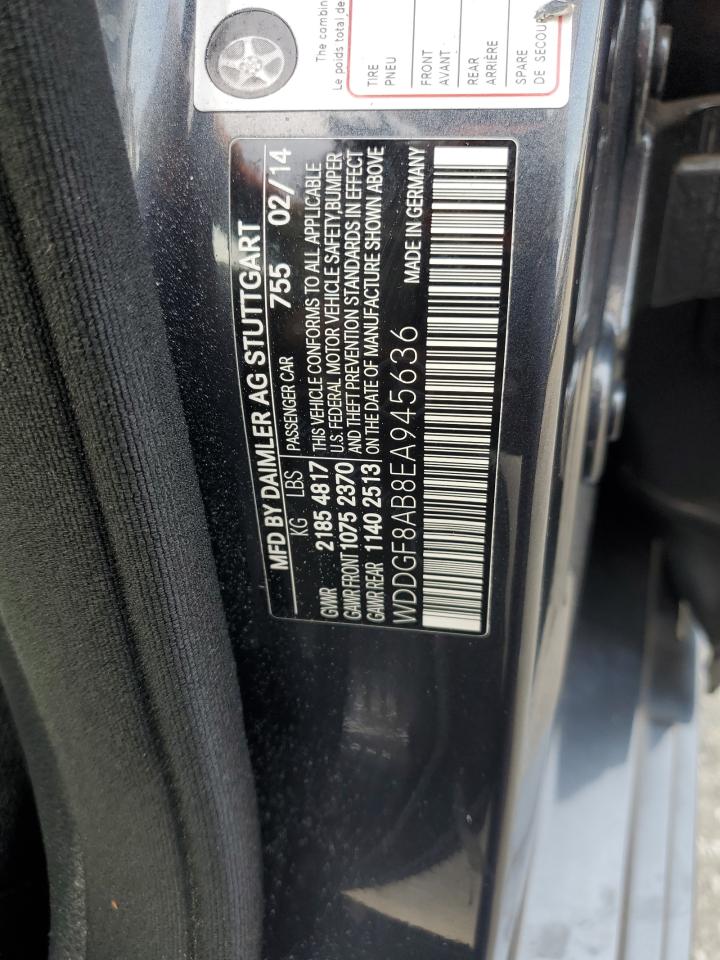 The combin
Le poids total de
TIRE
PNEU
FRONT
AVANT
REAR
ARRIÈRE
SPARE
DE SECOUR
MFD BY DAIMLER AG STUTTGART
755 02/14
KG LBS PASSENGER CAR
GVWR 2185 4817 THIS VEHICLE CONFORMS TO ALL APPLICABLE
U.S. FEDERAL MOTOR VEHICLE SAFETY,BUMPER
GAWR FRONT 1075 2370 AND THEFT PREVENTION STANDARDS IN EFFECT
GAWR REAR 1140 2513 ON THE DATE OF MANUFACTURE SHOWN ABOVE
WDDGF8AB8EA945636 MADE IN GERMANY